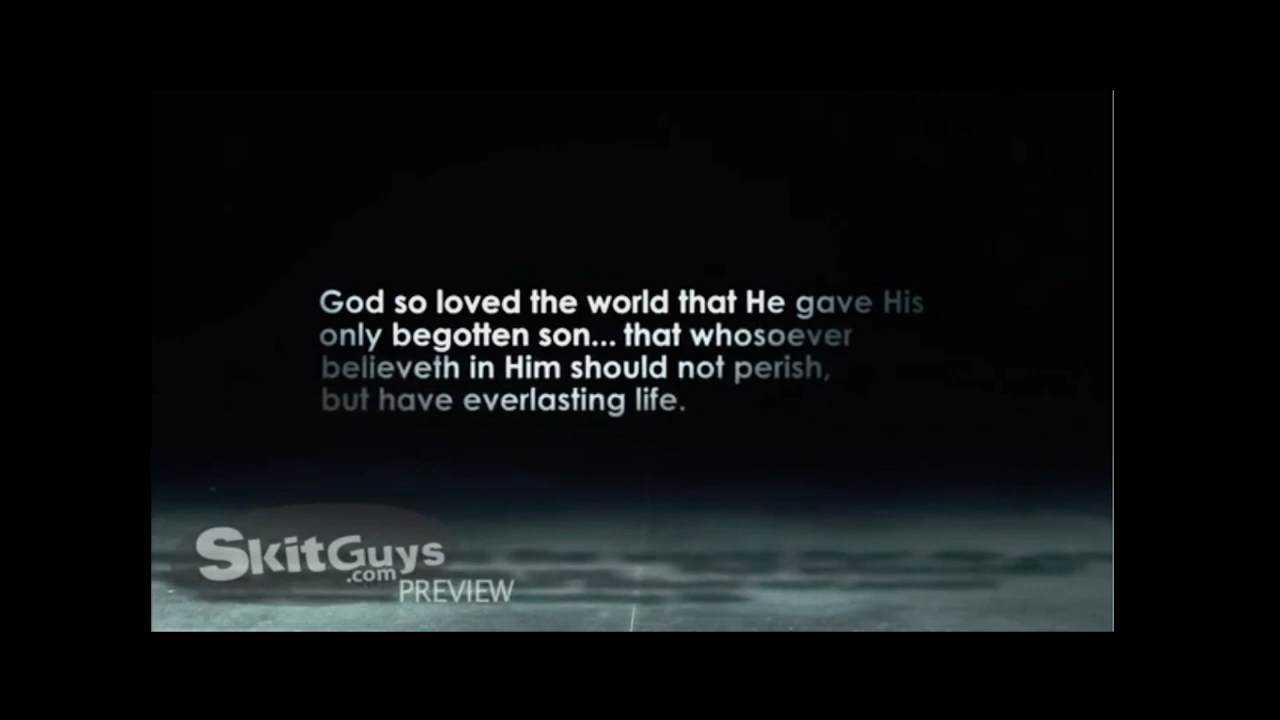 God so loved the world that He gave His
only begotten son... that whosoever
believeth in Him should not perish,
but have everlasting life.
SkitGuys
.com
PREVIEW